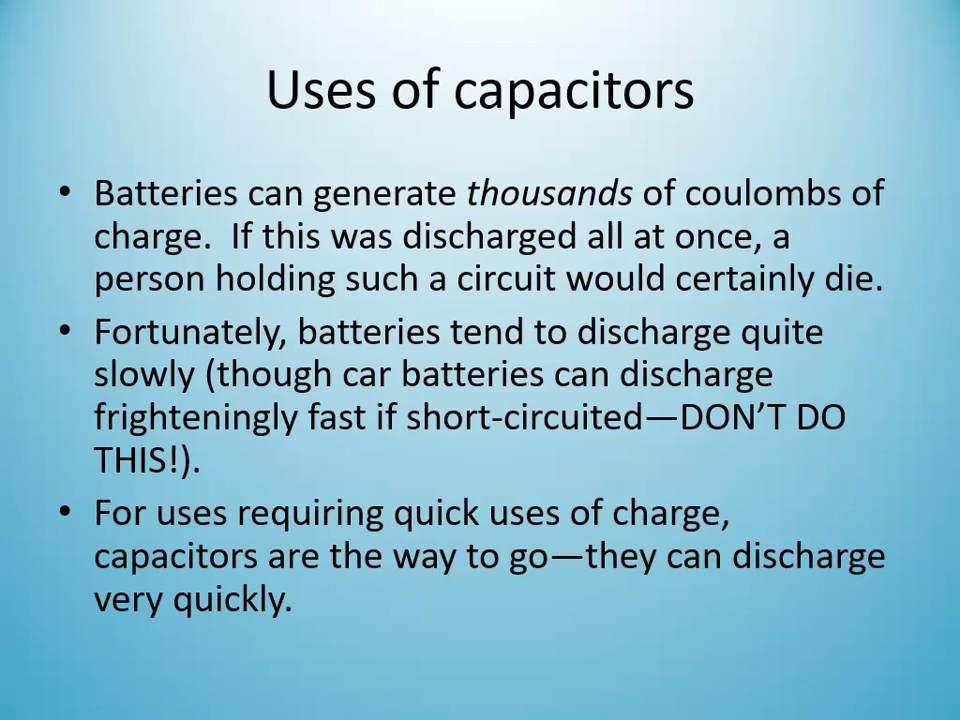 Uses of capacitors
• Batteries can generate thousands of coulombs of
charge.  If this was discharged all at once, a
person holding such a circuit would certainly die.
• Fortunately, batteries tend to discharge quite
slowly (though car batteries can discharge
frighteningly fast if short-circuited—DON’T DO
THIS!).
• For uses requiring quick uses of charge,
capacitors are the way to go—they can discharge
very quickly.